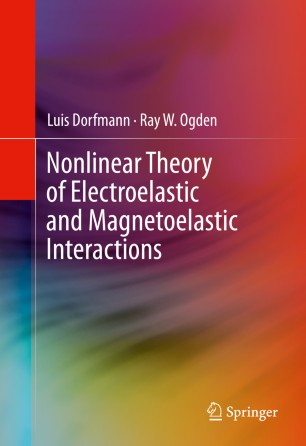 Luis Dorfmann · Ray W. Ogden
Nonlinear Theory
of Electroelastic
and Magnetoelastic
Interactions
Springer